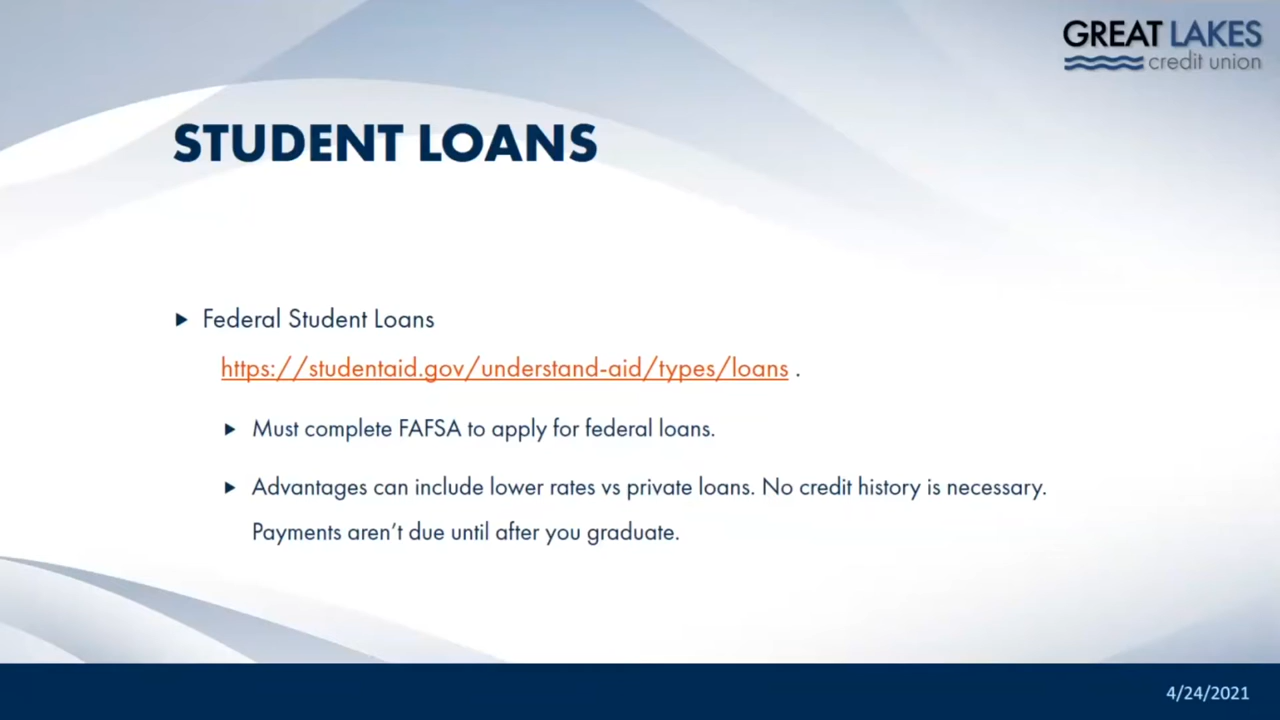 GREAT LAKES
credit union
STUDENT LOANS
Federal Student Loans
https://studentaid.gov/understand-aid/types/loans .
Must complete FAFSA to apply for federal loans.
Advantages can include lower rates vs private loans. No credit history is necessary.
Payments aren’t due until after you graduate.
4/24/2021